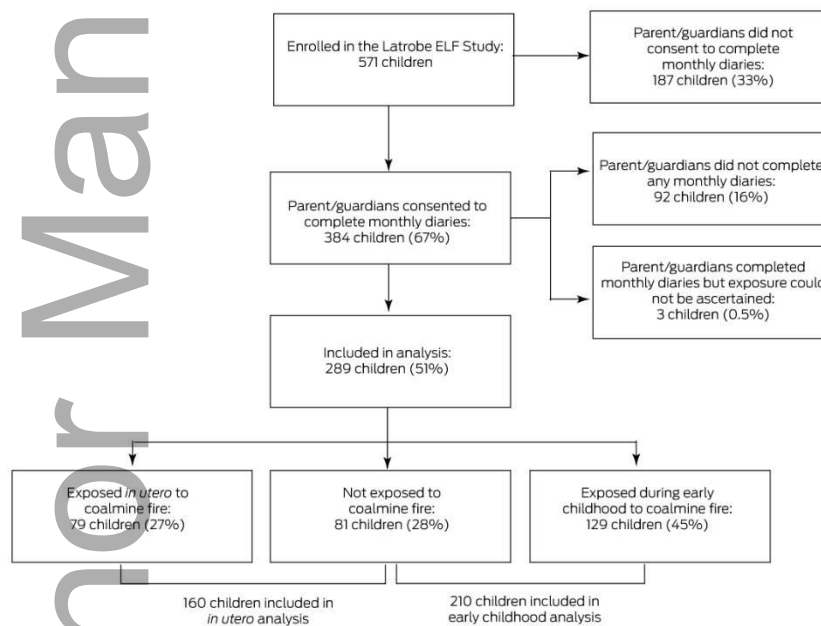 Enrolled in the Latrobe ELF Study:
571 children
Parent/guardians did not
consent to complete
monthly diaries:
187 children (33%)
Parent/guardians consented to
complete monthly diaries:
384 children (67%)
Parent/guardians did not complete
any monthly diaries:
92 children (16%)
Parent/guardians completed
monthly diaries but exposure could
not be ascertained:
3 children (0.5%)
Included in analysis:
289 children (51%)
Exposed in utero to
coalmine fire:
79 children (27%)
Not exposed to
coalmine fire:
81 children (28%)
Exposed during early
childhood to coalmine fire:
129 children (45%)
160 children included in
in utero analysis
210 children included in
early childhood analysis
nor Man